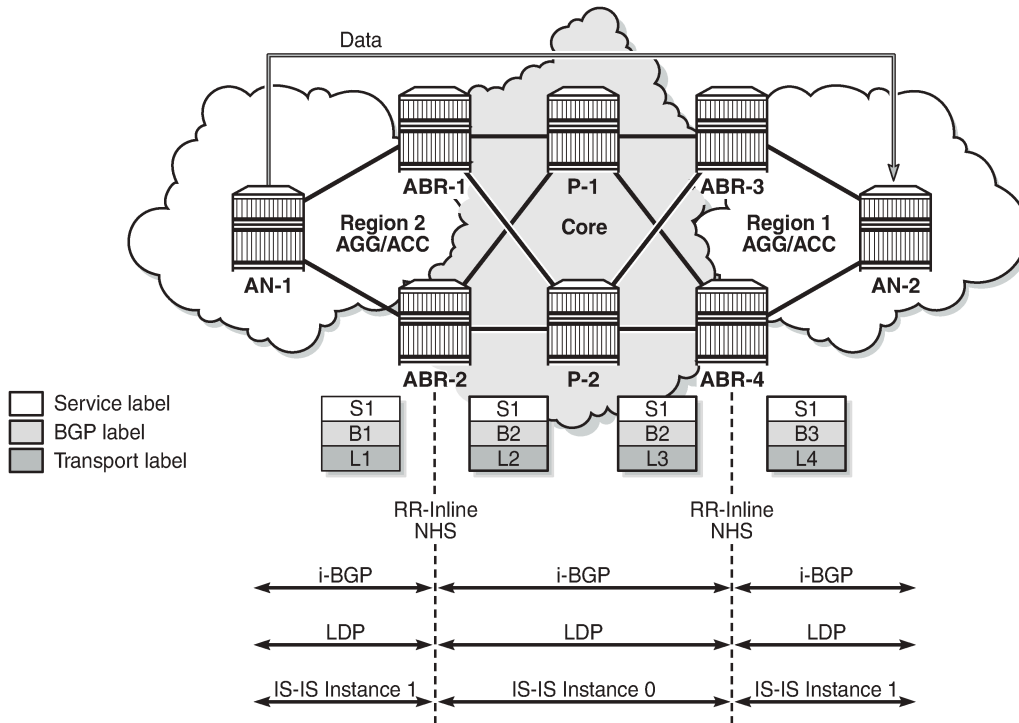 Data
ABR-1
P-1
ABR-3
Region 2
AGG/ACC
Core
Region 1
AGG/ACC
AN-1
AN-2
ABR-2
P-2
ABR-4
Service label
BGP label
Transport label
S1
B1
L1
S1
B2
L2
S1
B2
L3
S1
B3
L4
RR-Inline
NHS
RR-Inline
NHS
i-BGP
i-BGP
i-BGP
LDP
LDP
LDP
IS-IS Instance 1
IS-IS Instance 0
IS-IS Instance 1